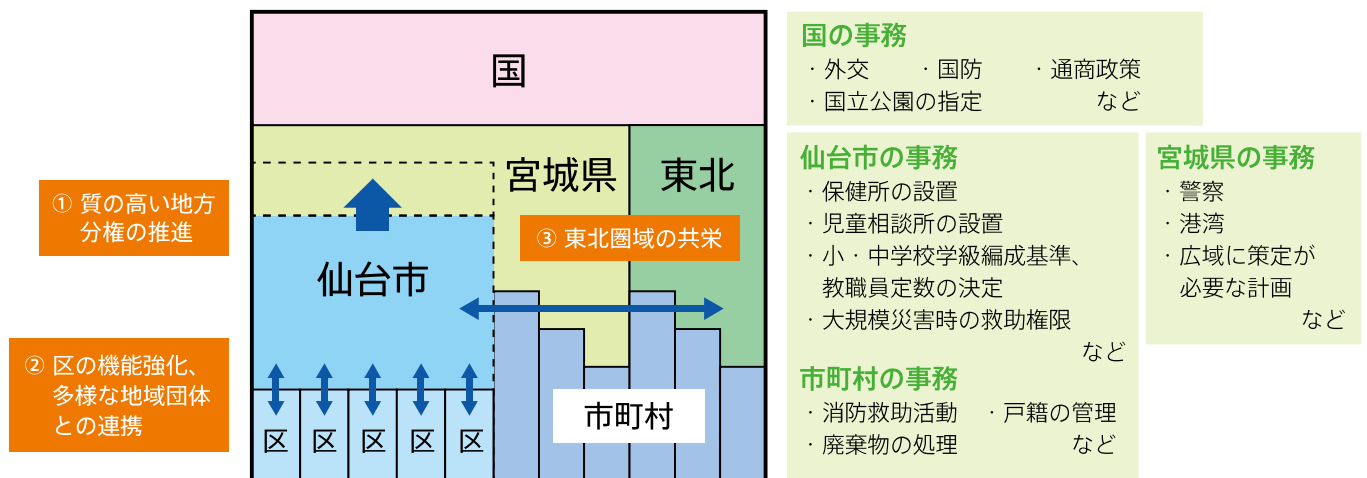 国
宮城県
東北
仙台市
市町村
区
区
区
区
区
① 質の高い地方
分権の推進
② 区の機能強化、
多様な地域団体
との連携
③ 東北圏域の共栄
国の事務
・外交 ・国防 ・通商政策
・国立公園の指定 など
仙台市の事務
・保健所の設置
・児童相談所の設置
・小・中学校学級編成基準、
教職員定数の決定
・大規模災害時の救助権限
など
市町村の事務
・消防救助活動 ・戸籍の管理
・廃棄物の処理 など
宮城県の事務
・警察
・港湾
・広域に策定が
必要な計画
など